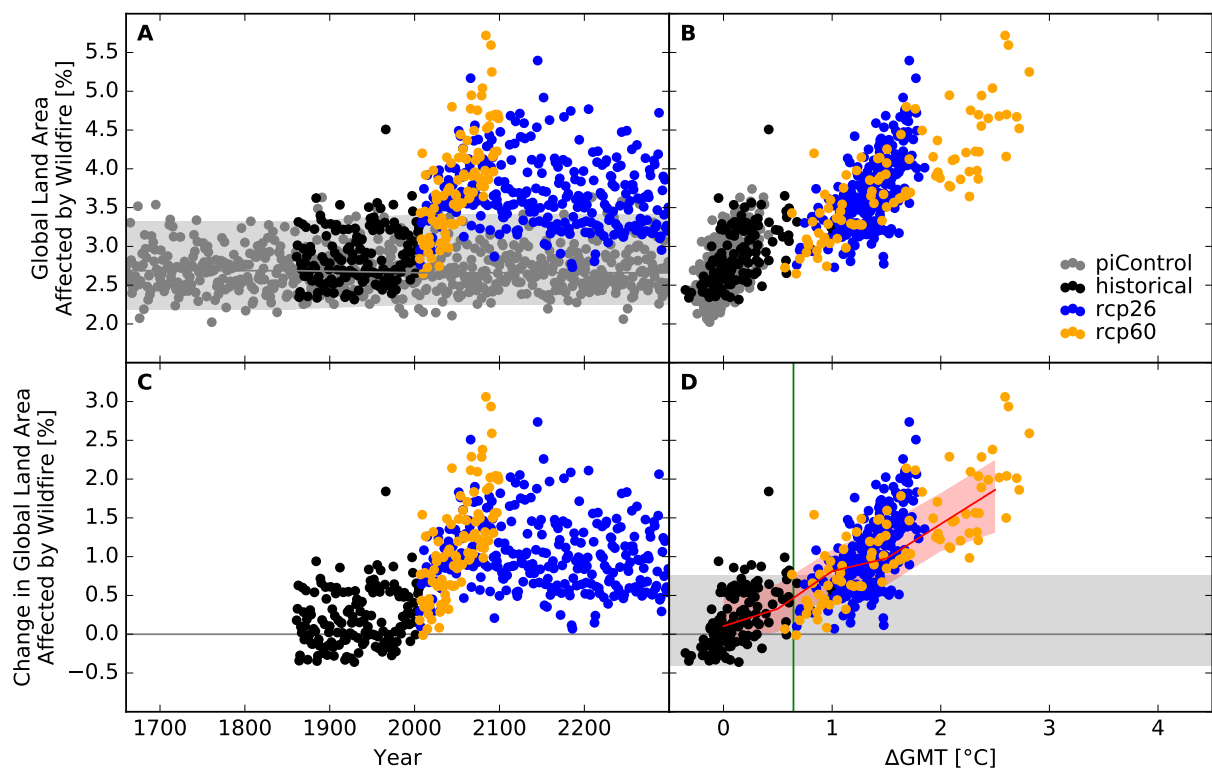 A
B
Global Land Area
Affected by Wildfire [%]
5.5
5.0
4.5
4.0
3.5
3.0
2.5
2.0
piControl
historical
rcp26
rcp60
C
D
Change in Global Land Area
Affected by Wildfire [%]
3.0
2.5
2.0
1.5
1.0
0.5
0.0
−0.5
1700 1800 1900 2000 2100 2200
0 1 2 3 4
Year
ΔGMT [°C]